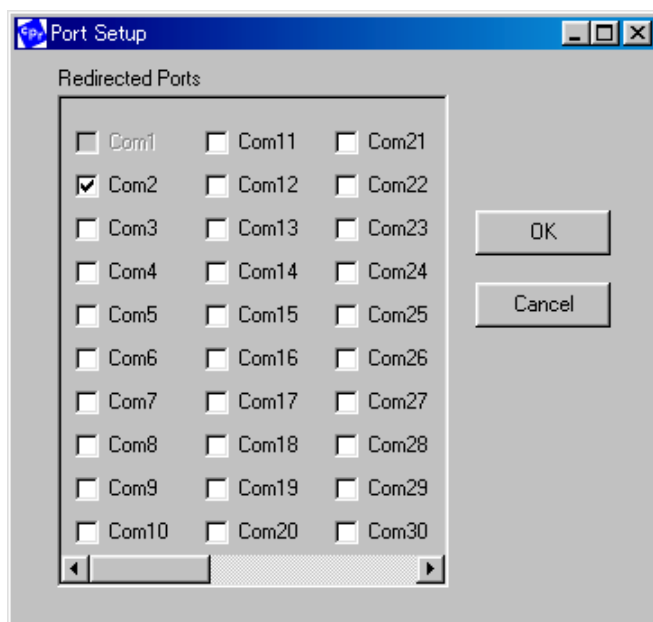 Port Setup
Redirected Ports
Com1 Com11 Com21
Com2 Com12 Com22
Com3 Com13 Com23
OK
Com4 Com14 Com24
Com5 Com15 Com25
Cancel
Com6 Com16 Com26
Com7 Com17 Com27
Com8 Com18 Com28
Com9 Com19 Com29
Com10 Com20 Com30